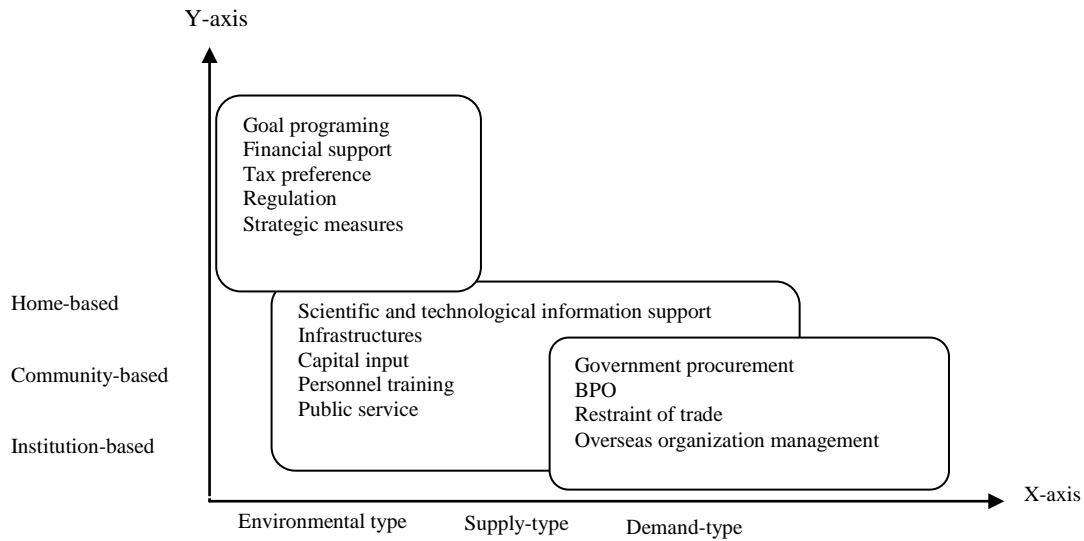 Y-axis
Goal programing
Financial support
Tax preference
Regulation
Strategic measures
Home-based
Scientific and technological information support
Infrastructures
Capital input
Personnel training
Public service
Community-based
Government procurement
BPO
Restraint of trade
Overseas organization management
Institution-based
X-axis
Environmental type
Supply-type
Demand-type